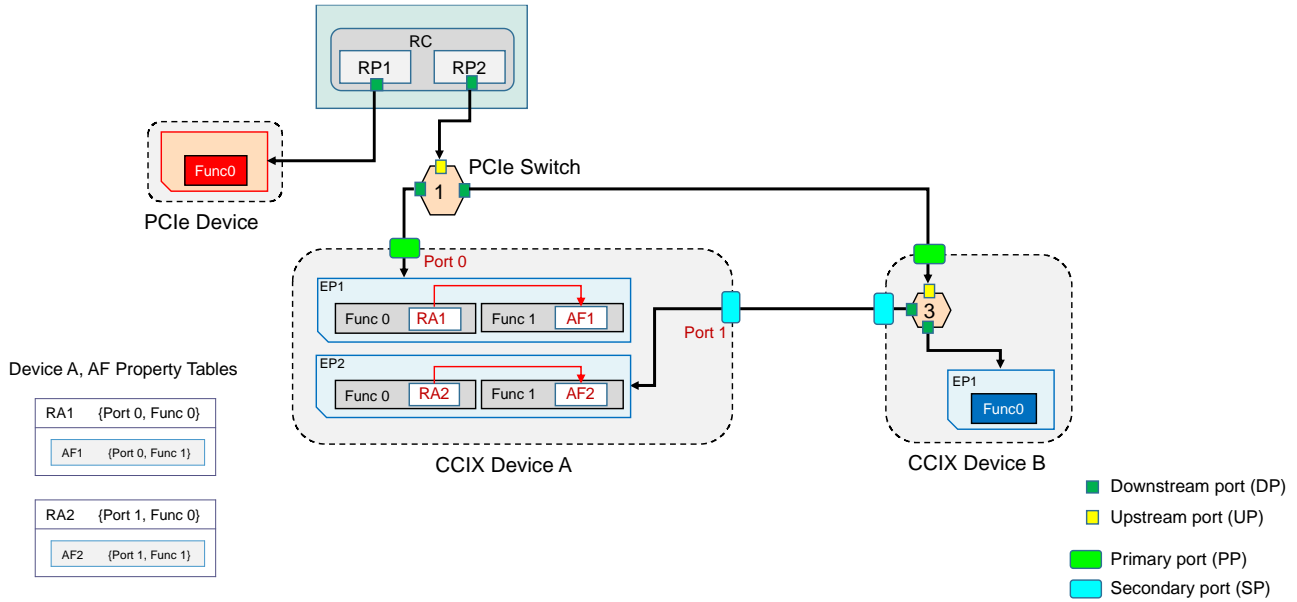 RC
RP1
RP2
Func0
PCIe Device
PCIe Switch
1
Port 0
EP1
Func 0
RA1
Func 1
AF1
EP2
Func 0
RA2
Func 1
AF2
Port 1
CCIX Device A
3
EP1
Func0
CCIX Device B
Device A, AF Property Tables
RA1 {Port 0, Func 0}
AF1 {Port 0, Func 1}
RA2 {Port 1, Func 0}
AF2 {Port 1, Func 1}
Downstream port (DP)
Upstream port (UP)
Primary port (PP)
Secondary port (SP)